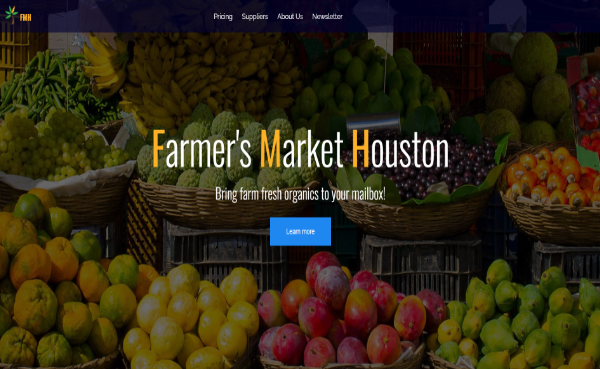 FMH
Pricing Suppliers About Us Newsletter
Farmer's Market Houston
Bring farm fresh organics to your mailbox!
Learn more